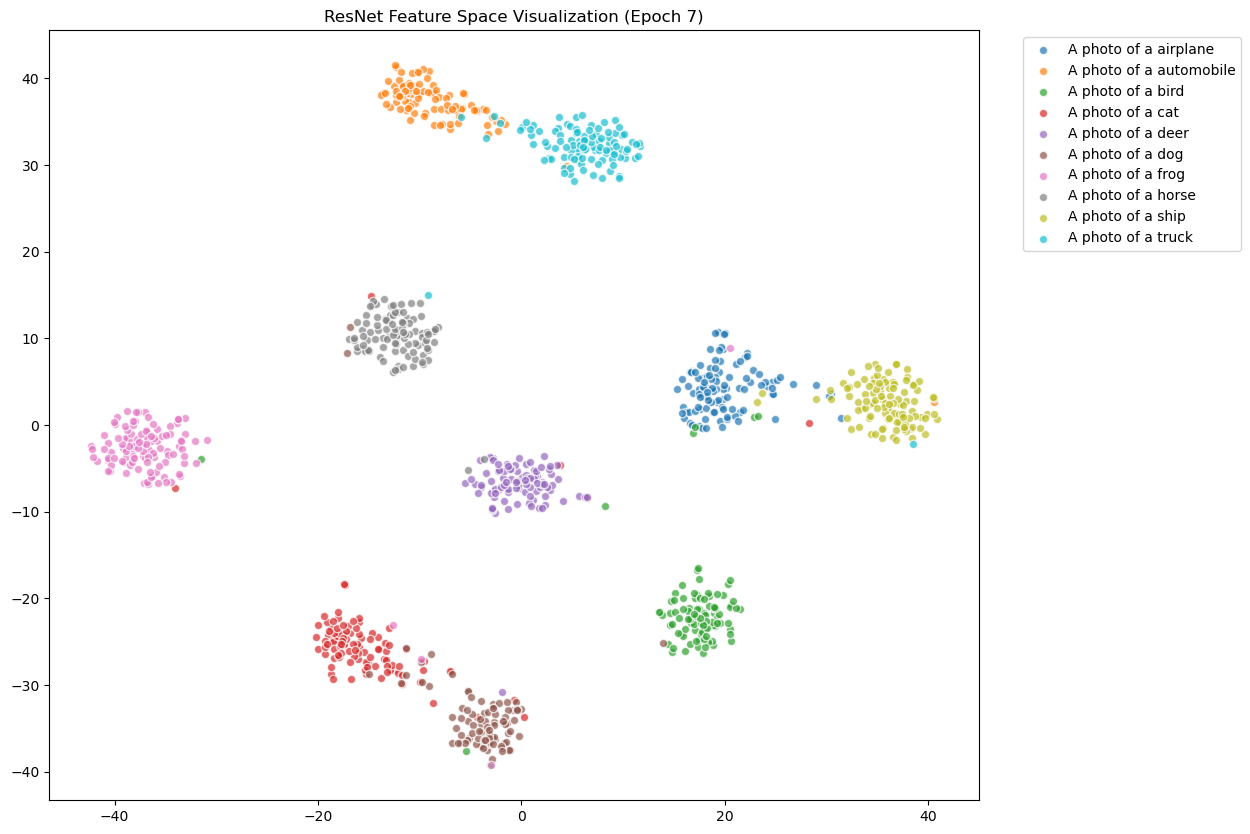 ResNet Feature Space Visualization (Epoch 7)
A photo of a airplane
A photo of a automobile
A photo of a bird
A photo of a cat
A photo of a deer
A photo of a dog
A photo of a frog
A photo of a horse
A photo of a ship
A photo of a truck
40
30
20
10
0
−10
−20
−30
−40
−40 −20 0 20 40